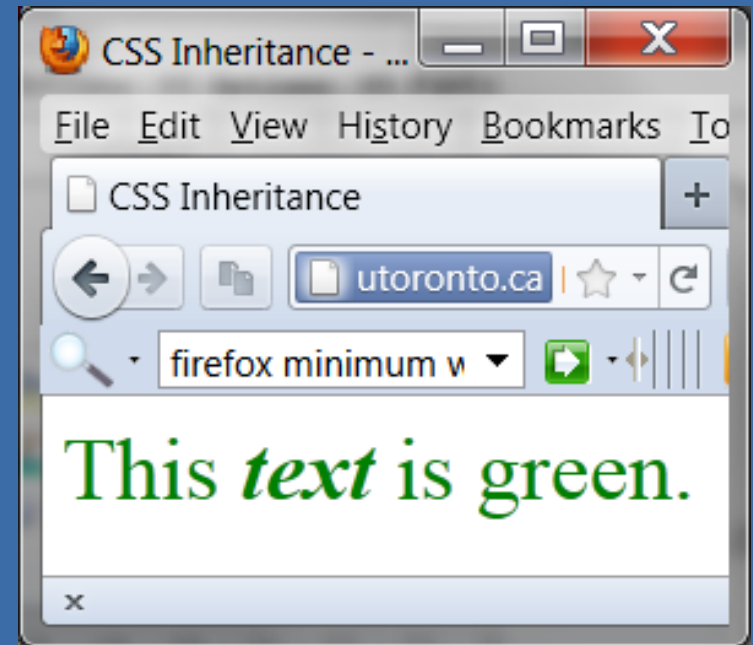 CSS Inheritance - ...
File Edit View History Bookmarks To
CSS Inheritance
utoronto.ca
firefox minimum w
This text is green.